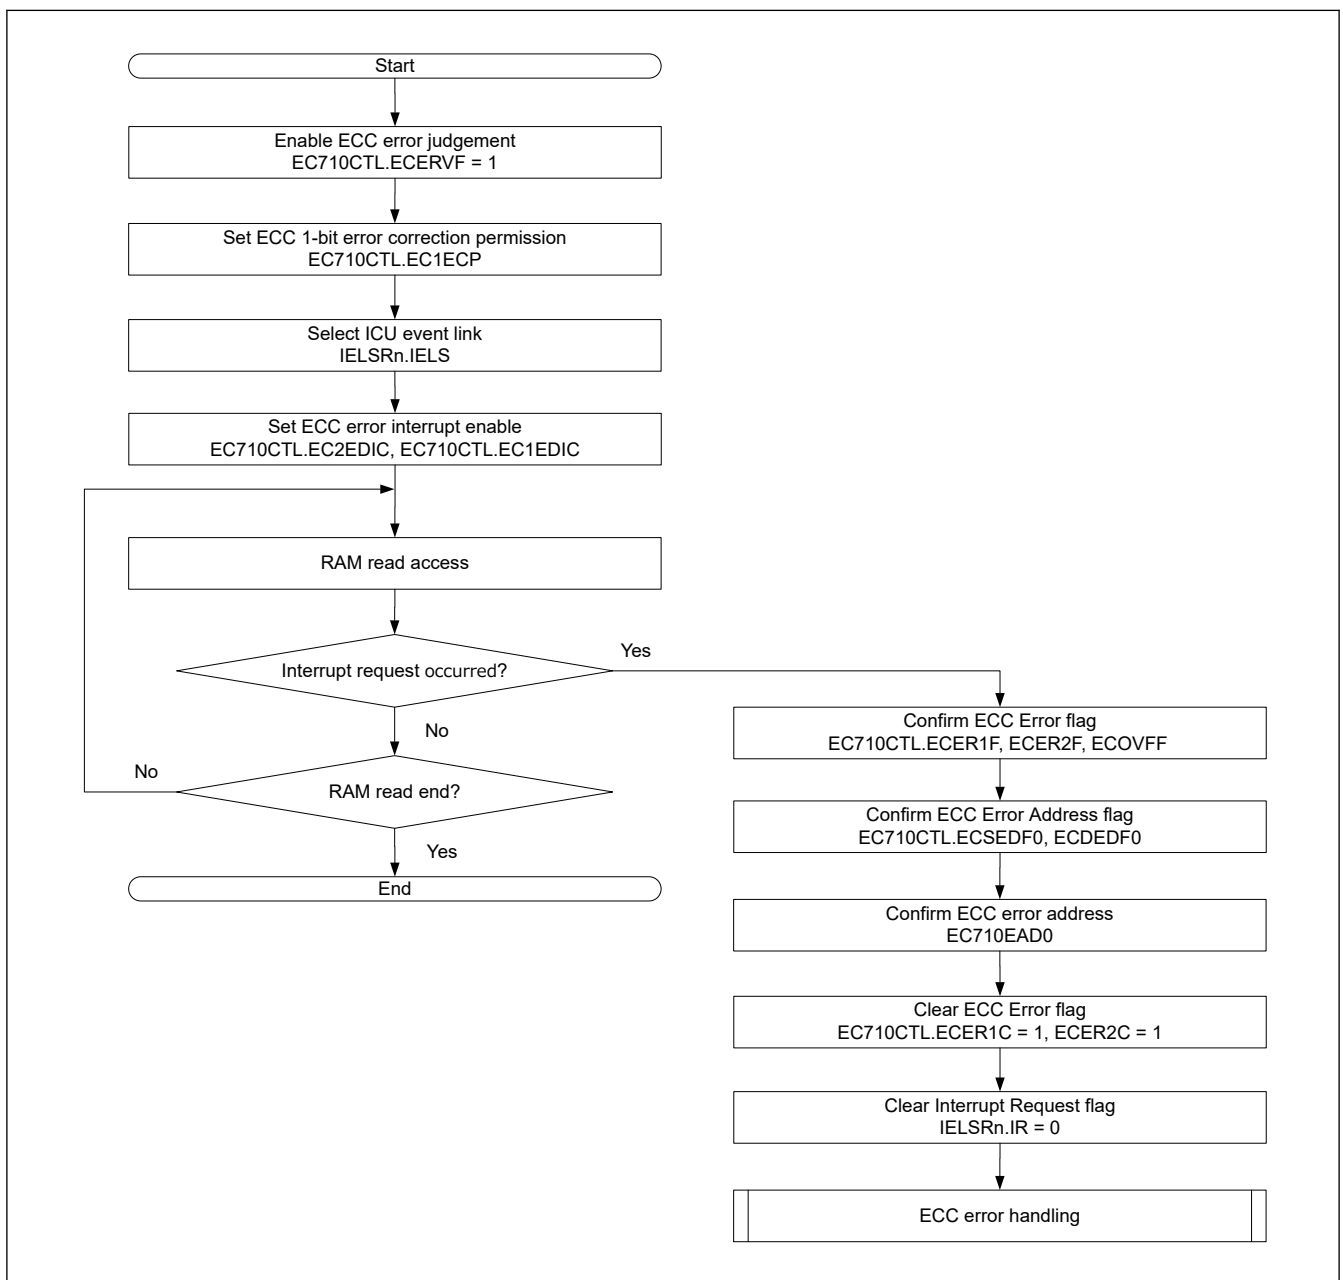 Start
Enable ECC error judgement
EC710CTL.ECERVF = 1
Set ECC 1-bit error correction permission
EC710CTL.EC1ECP
Select ICU event link
IELSRn.IELS
Set ECC error interrupt enable
EC710CTL.EC2EDIC, EC710CTL.EC1EDIC
RAM read access
Interrupt request occurred?
Yes
No
RAM read end?
No
Yes
End
Confirm ECC Error flag
EC710CTL.ECER1F, ECER2F, ECOVFF
Confirm ECC Error Address flag
EC710CTL.ECSEDF0, ECDEDF0
Confirm ECC error address
EC710EAD0
Clear ECC Error flag
EC710CTL.ECER1C = 1, ECER2C = 1
Clear Interrupt Request flag
IELSRn.IR = 0
ECC error handling